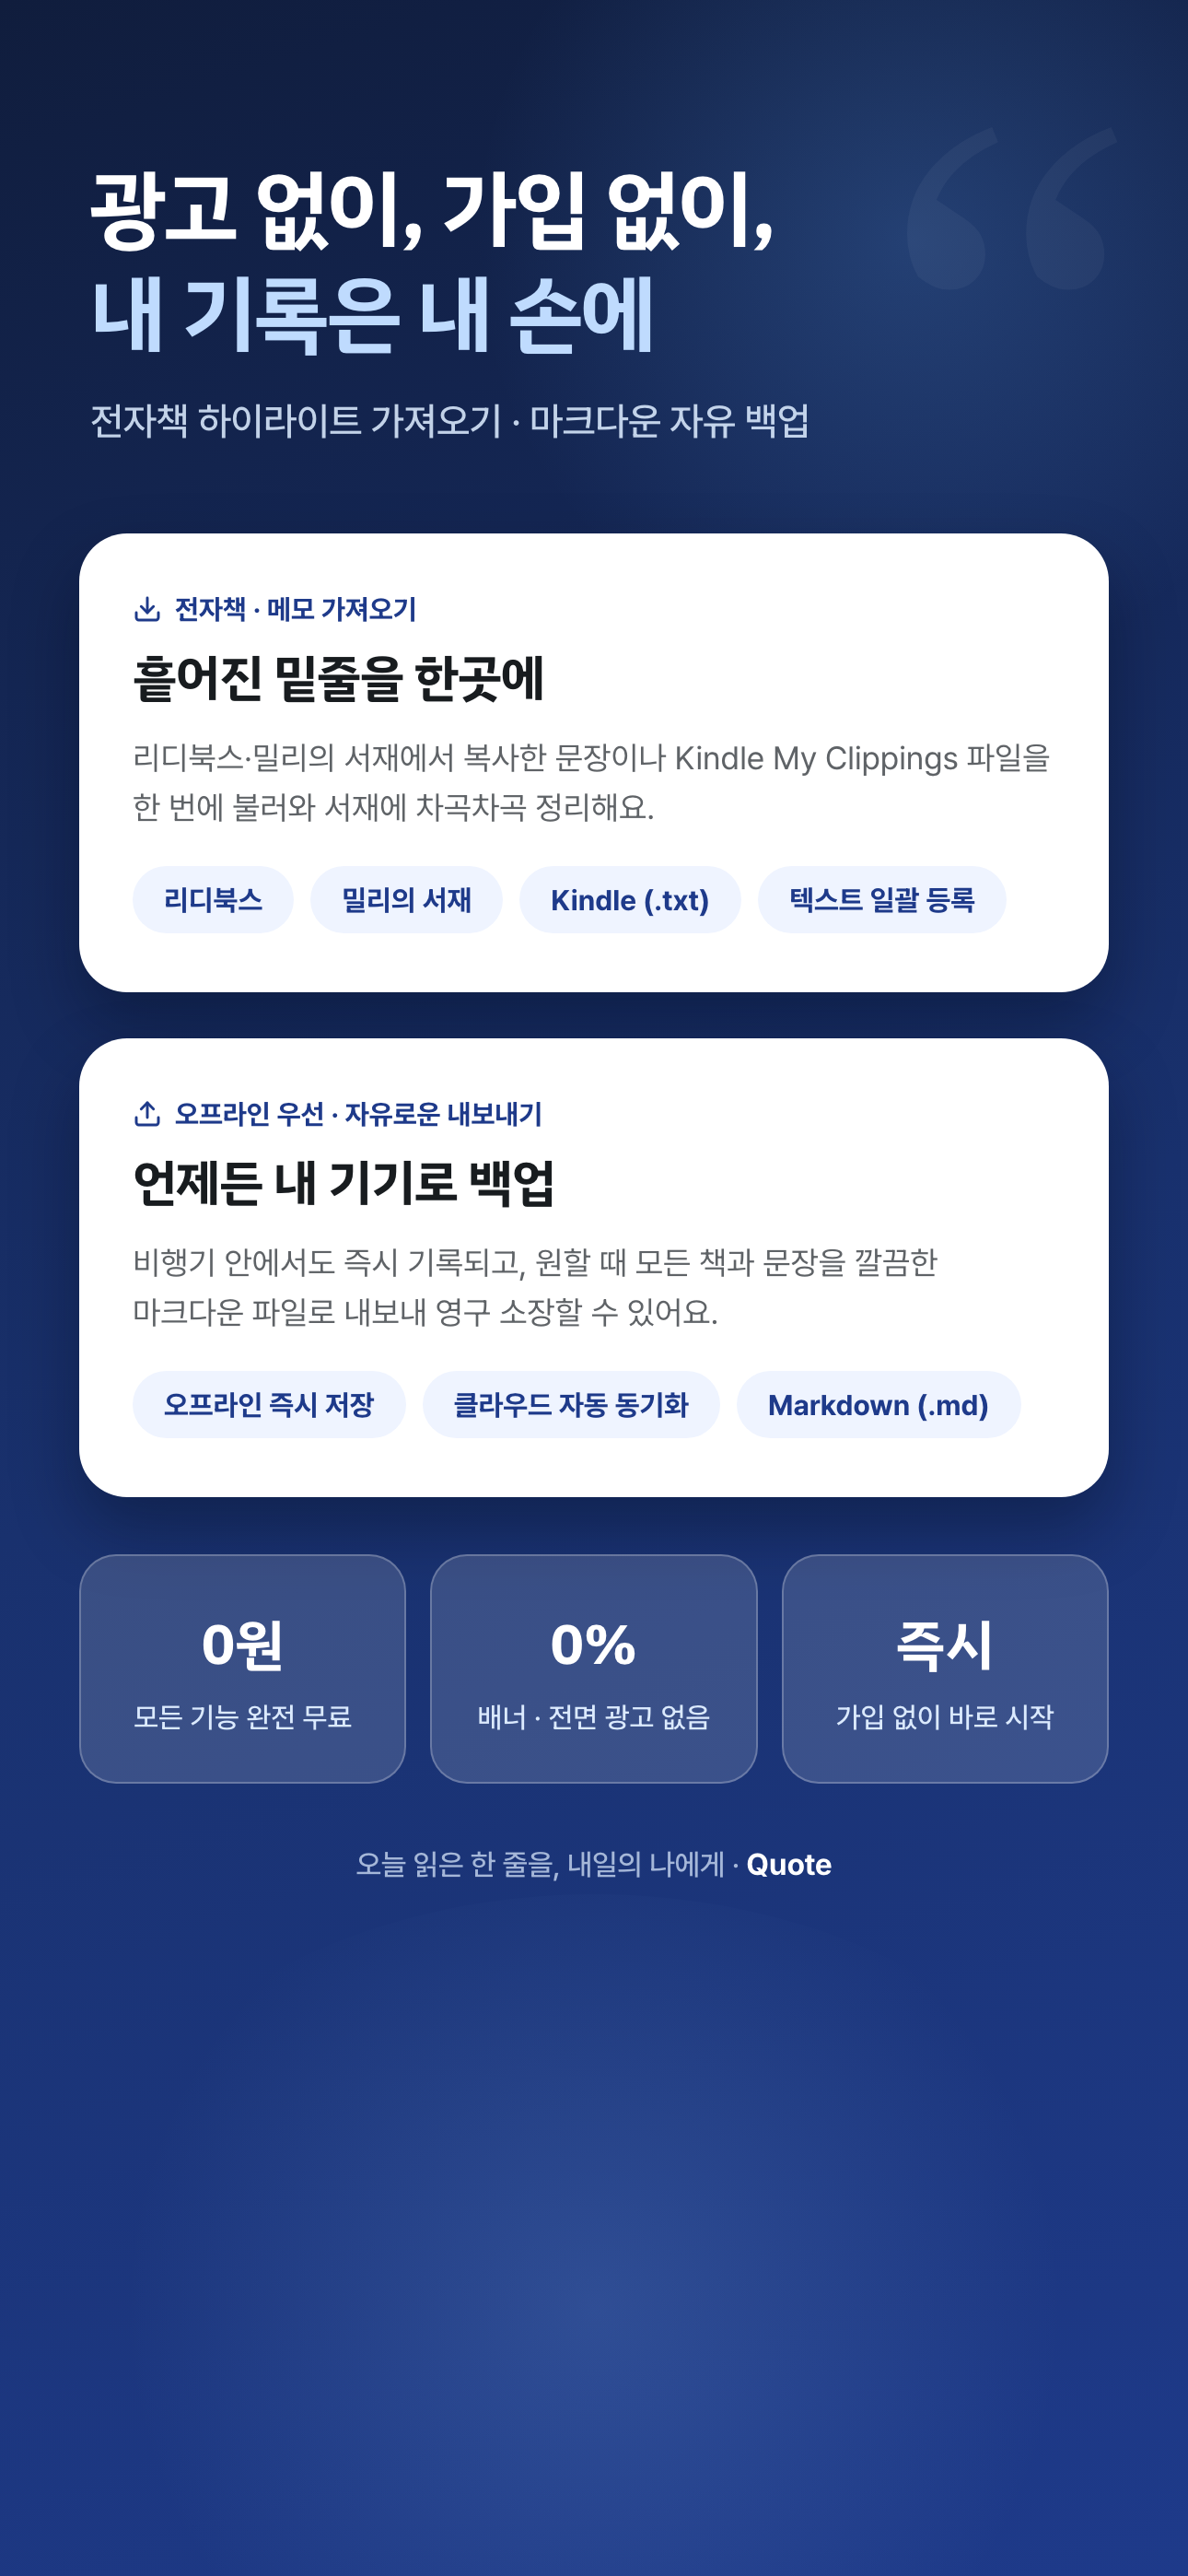 광고 없이, 가입 없이,
내 기록은 내 손에
전자책 하이라이트 가져오기 · 마크다운 자유 백업
전자책 · 메모 가져오기
흩어진 밑줄을 한곳에
리디북스·밀리의 서재에서 복사한 문장이나 Kindle My Clippings 파일을
한 번에 불러와 서재에 차곡차곡 정리해요.
리디북스 밀리의 서재 Kindle (.txt) 텍스트 일괄 등록
오프라인 우선 · 자유로운 내보내기
언제든 내 기기로 백업
비행기 안에서도 즉시 기록되고, 원할 때 모든 책과 문장을 깔끔한
마크다운 파일로 내보내 영구 소장할 수 있어요.
오프라인 즉시 저장 클라우드 자동 동기화 Markdown (.md)
0원 0% 즉시
모든 기능 완전 무료 배너 · 전면 광고 없음 가입 없이 바로 시작
오늘 읽은 한 줄을, 내일의 나에게 · Quote